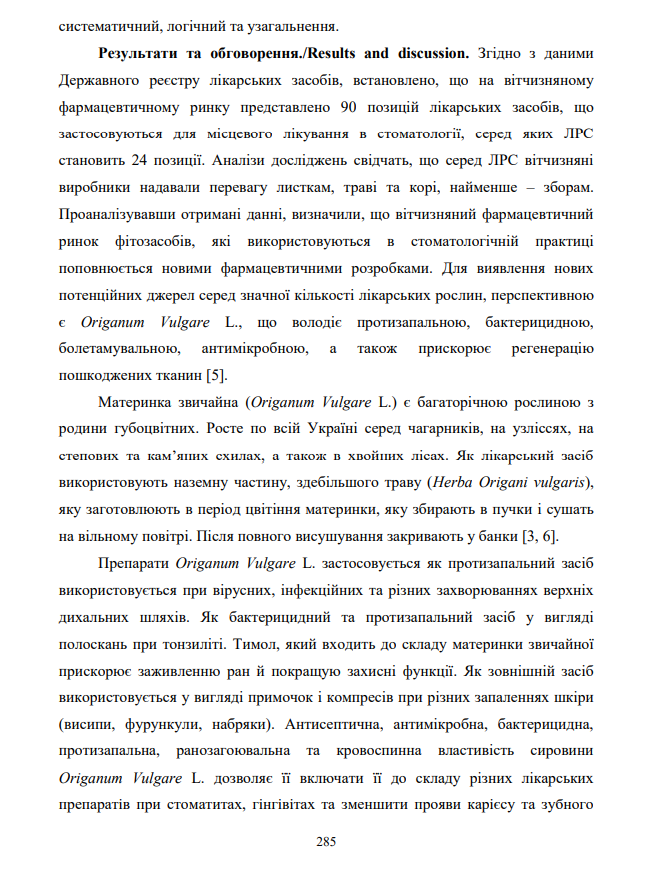 систематичний, логічний та узагальнення.
Результати та обговорення./Results and discussion. Згідно з даними
Державного реєстру лікарських засобів, встановлено, що на вітчизняному
фармацевтичному ринку представлено 90 позицій лікарських засобів, що
застосовуються для місцевого лікування в стоматології, серед яких ЛРС
становить 24 позиції. Аналізи досліджень свідчать, що серед ЛРС вітчизняні
виробники надавали перевагу листкам, траві та корі, найменше – зборам.
Проаналізувавши отримані данні, визначили, що вітчизняний фармацевтичний
ринок фітозасобів, які використовуються в стоматологічній практиці
поповнюється новими фармацевтичними розробками. Для виявлення нових
потенційних джерел серед значної кількості лікарських рослин, перспективною
є Origanum Vulgare L., що володіє протизапальною, бактерицидною,
болетамувальною, антимікробною, а також прискорює регенерацію
пошкоджених тканин [5].
Материнка звичайна (Origanum Vulgare L.) є багаторічною рослиною з
родини губоцвітних. Росте по всій Україні серед чагарників, на узліссях, на
степових та кам’яних схилах, а також в хвойних лісах. Як лікарський засіб
використовують наземну частину, здебільшого траву (Herba Origani vulgaris),
яку заготовлюють в період цвітіння материнки, яку збирають в пучки і сушать
на вільному повітрі. Після повного висушування закривають у банки [3, 6].
Препарати Origanum Vulgare L. застосовується як протизапальний засіб
використовується при вірусних, інфекційних та різних захворюваннях верхніх
дихальних шляхів. Як бактерицидний та протизапальний засіб у вигляді
полоскань при тонзиліті. Тимол, який входить до складу материнки звичайної
прискорює заживленню ран й покращую захисні функції. Як зовнішній засіб
використовується у вигляді примочок і компресів при різних запаленнях шкіри
(висипи, фурункули, набряки). Антисептична, антимікробна, бактерицидна,
протизапальна, ранозагоювальна та кровоспинна властивість сировини
Origanum Vulgare L. дозволяє її включати її до складу різних лікарських
препаратів при стоматитах, гінгівітах та зменшити прояви карієсу та зубного
285